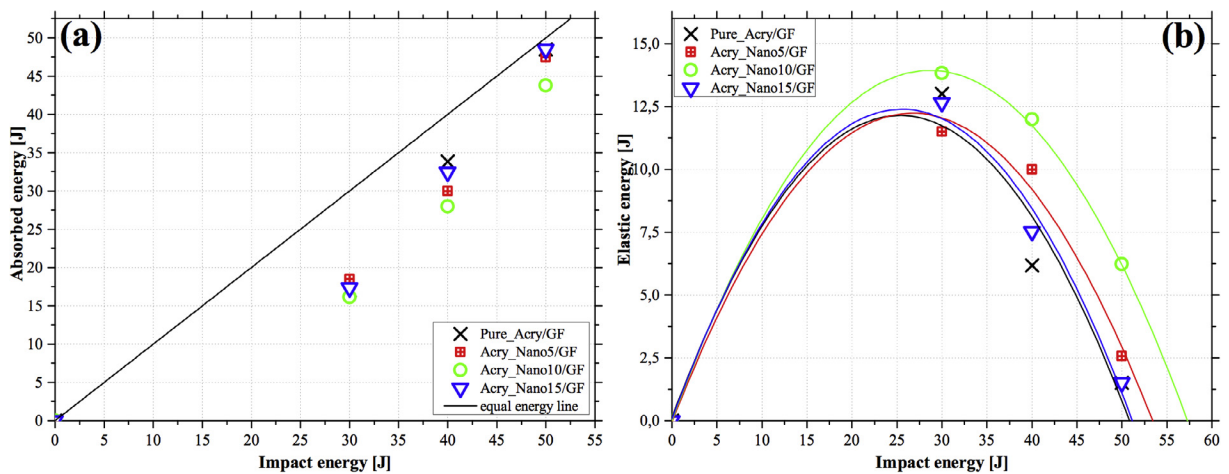 (a)
Absorbed energy [J]
50
45
40
35
30
25
20
15
10
5
0
0 5 10 15 20 25 30 35 40 45 50 55
Impact energy [J]
Pure_Acry/GF
Acry_Nano5/GF
Acry_Nano10/GF
Acry_Nano15/GF
equal energy line
(b)
Pure_Acry/GF
Acry_Nano5/GF
Acry_Nano10/GF
Acry_Nano15/GF
Elastic energy [J]
15,0
12,5
10,0
7,5
5,0
2,5
0,0
0 5 10 15 20 25 30 35 40 45 50 55 60
Impact energy [J]